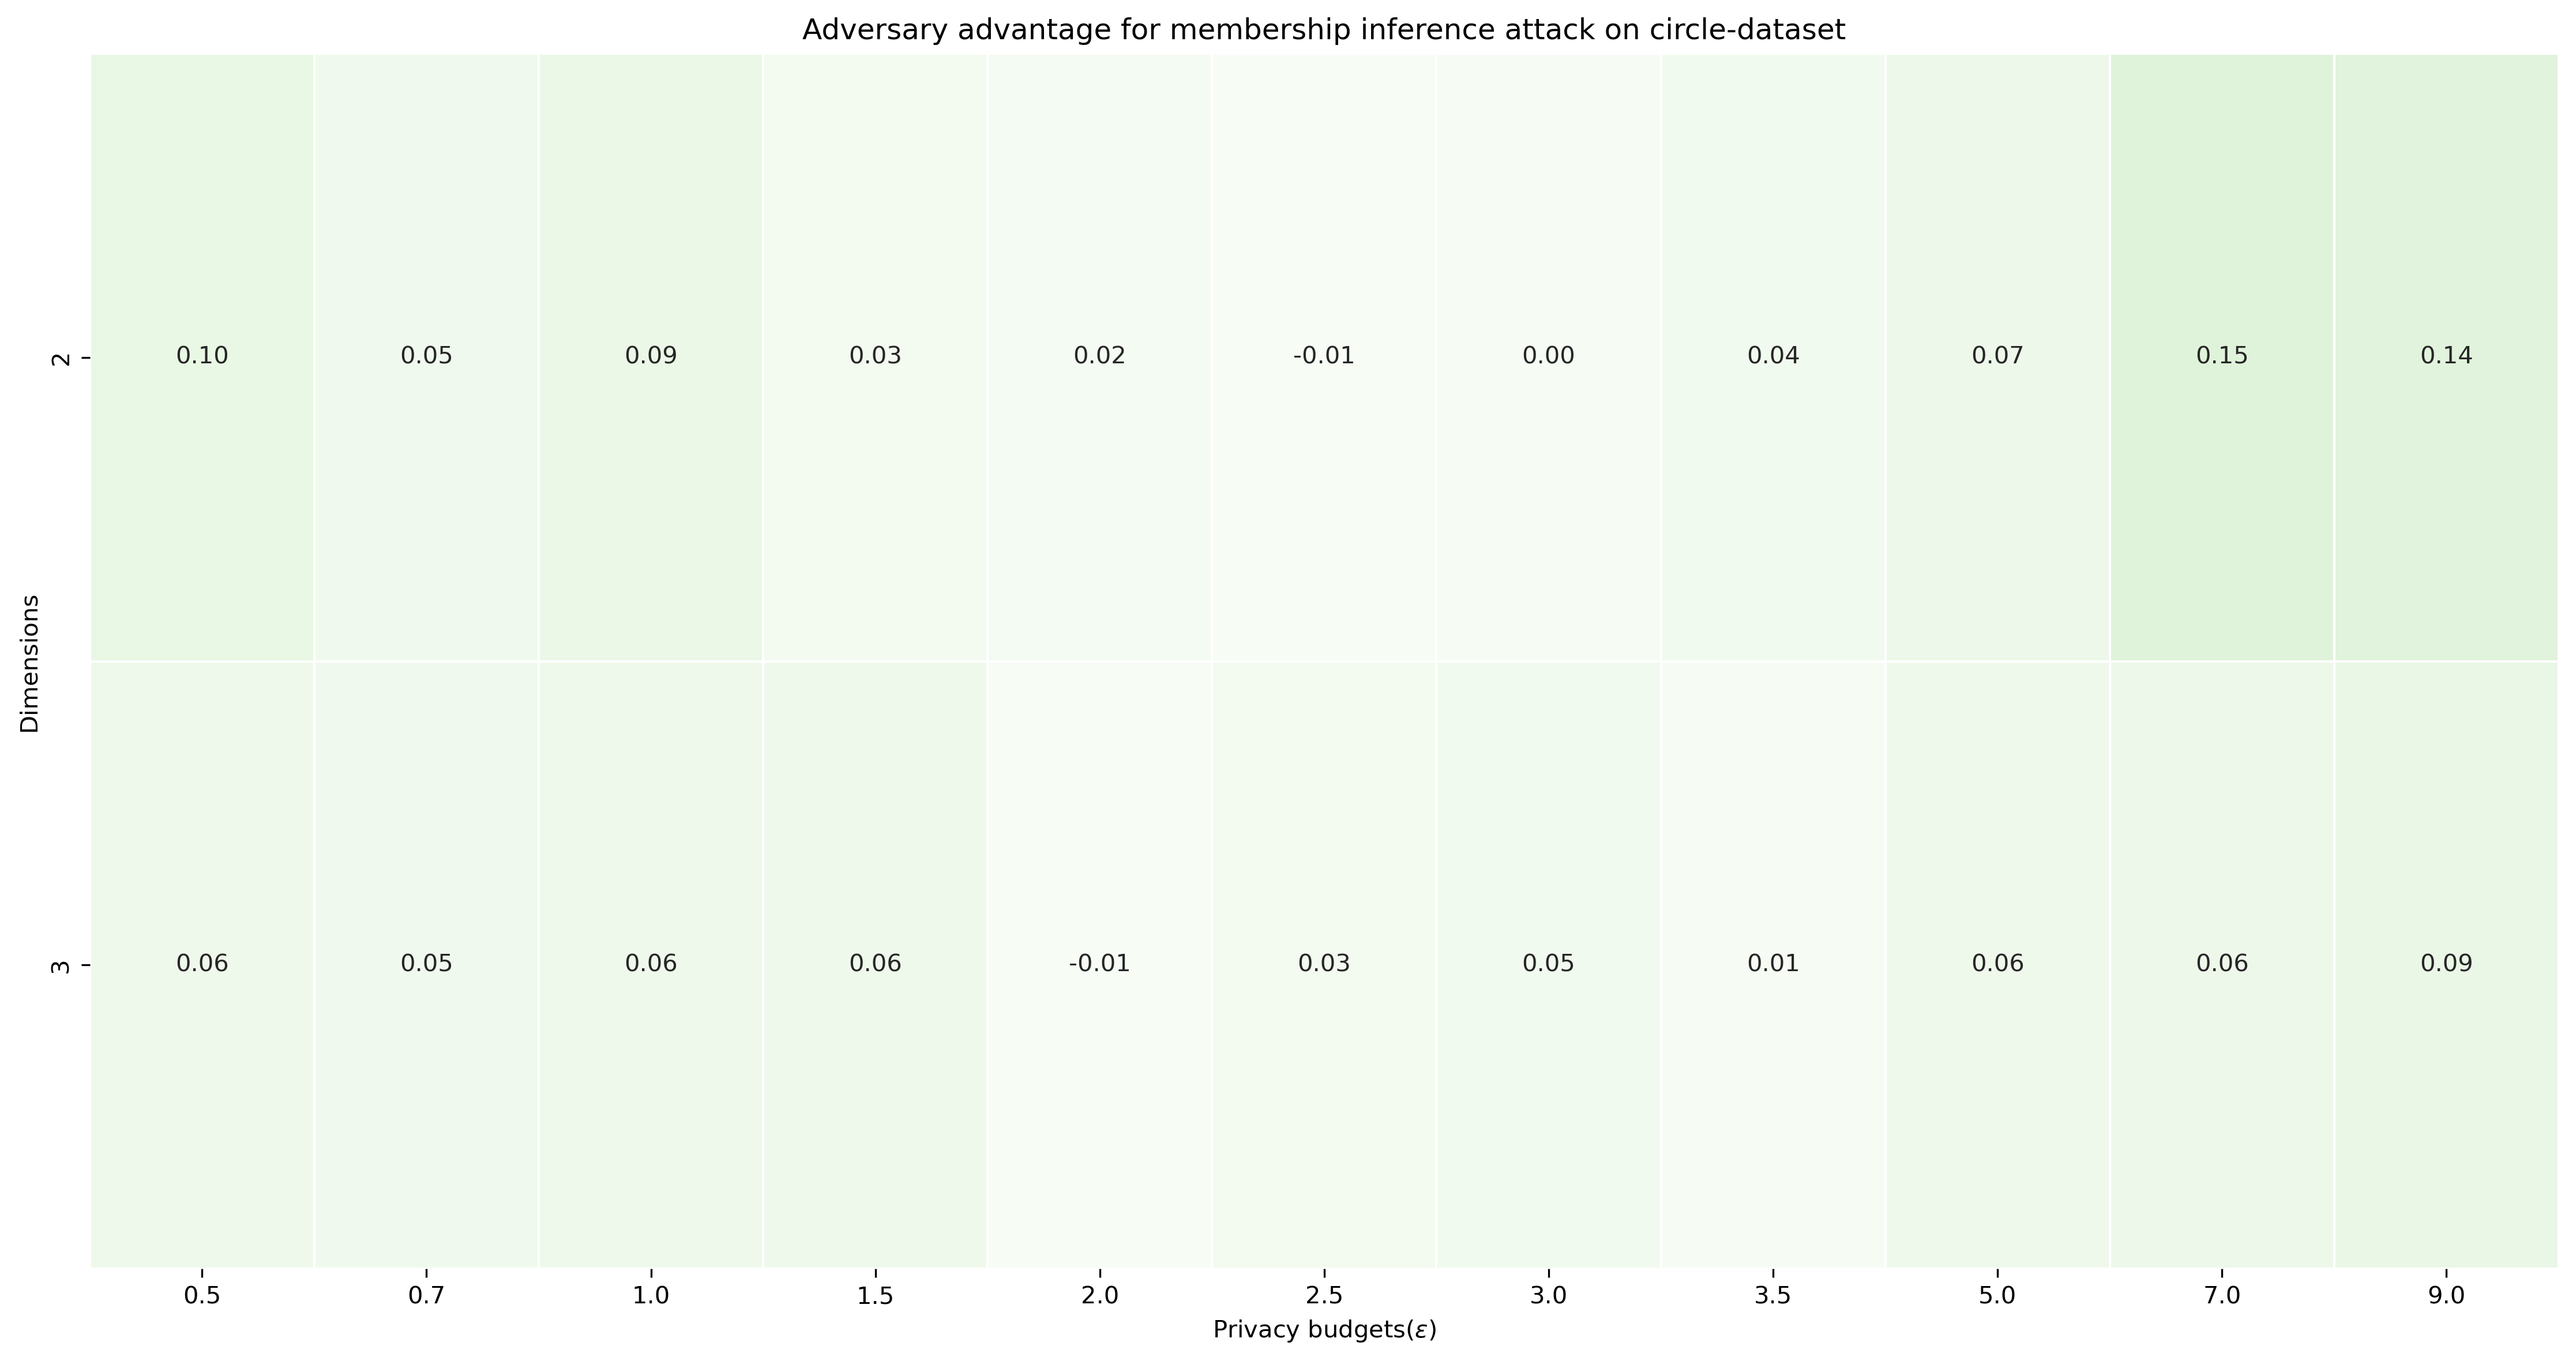 Adversary advantage for membership inference attack on circle-dataset
2 0.10 0.05 0.09 0.03 0.02 -0.01 0.00 0.04 0.07 0.15 0.14
Dimensions
3 0.06 0.05 0.06 0.06 -0.01 0.03 0.05 0.01 0.06 0.06 0.09
0.5 0.7 1.0 1.5 2.0 2.5 3.0 3.5 5.0 7.0 9.0
Privacy budgets(ε)